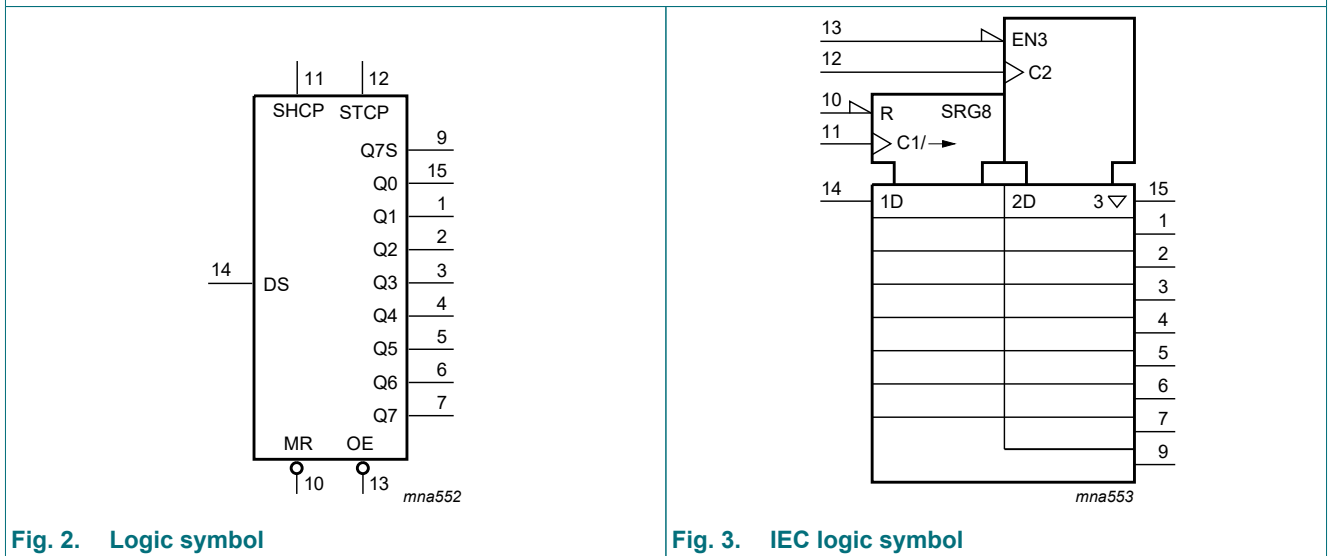 11 12
SHCP STCP
Q7S 9
Q0 15
Q1 1
Q2 2
14 DS Q3 3
Q4 4
Q5 5
Q6 6
Q7 7
MR OE
10 13
mna552
Fig. 2. Logic symbol
13 EN3
12 C2
10 R SRG8
11 C1/→
14 1D 2D 3 ▽ 15
1
2
3
4
5
6
7
9
mna553
Fig. 3. IEC logic symbol